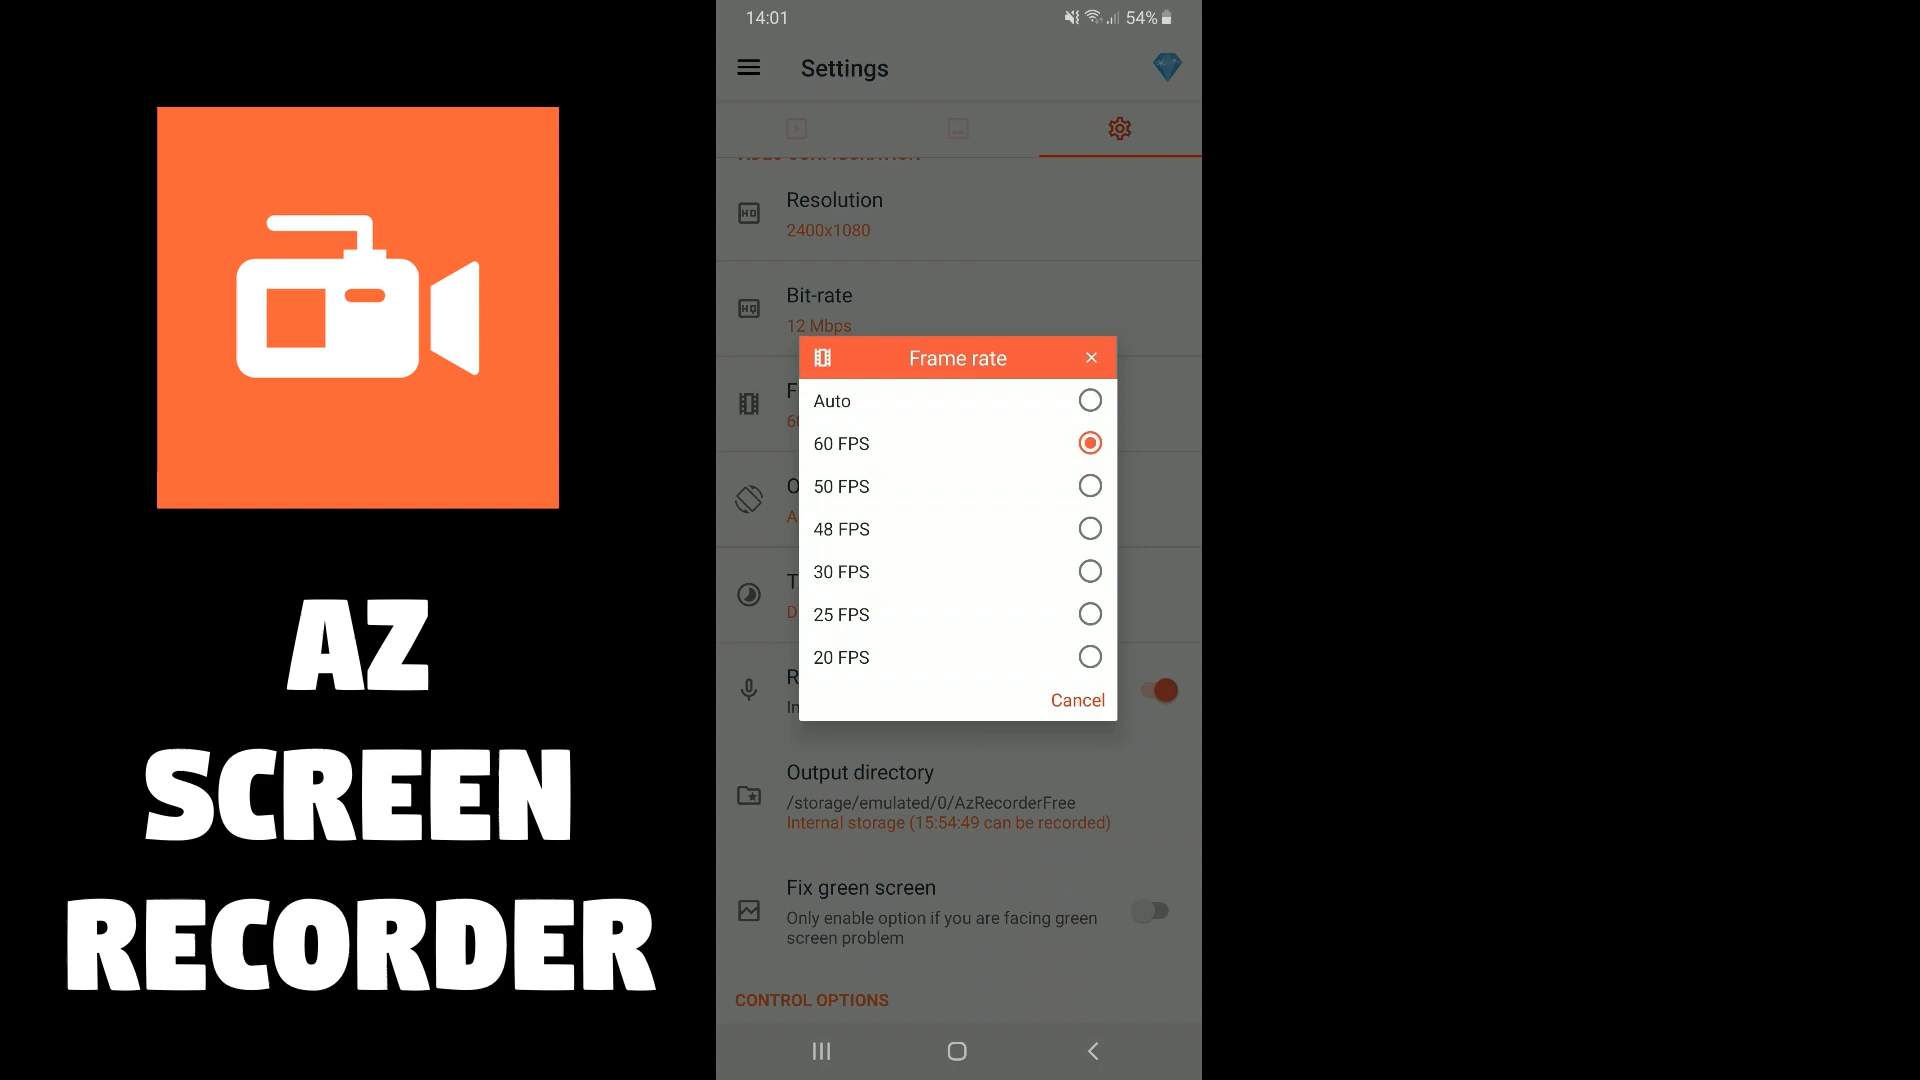 AZ
SCREEN
RECORDER
14:01
54%
Settings
Resolution
2400x1080
Bit-rate
12 Mbps
Frame rate
Auto
60 FPS
50 FPS
48 FPS
30 FPS
25 FPS
20 FPS
Cancel
Output directory
/storage/emulated/0/AzRecorderFree
Internal storage (15:54:49 can be recorded)
Fix green screen
Only enable option if you are facing green
screen problem
CONTROL OPTIONS